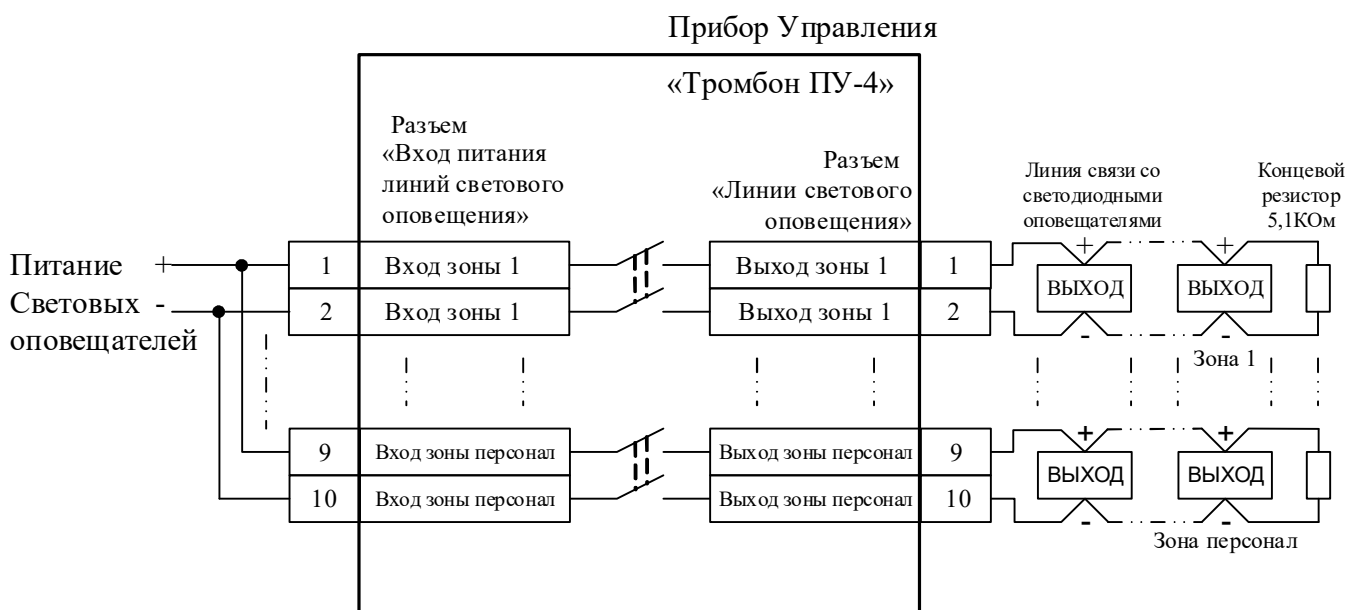 Прибор Управления
«Тромбон ПУ-4»
Разъем
«Вход питания
линий светового
оповещения»
Разъем
«Линии светового
оповещения»
Линия связи со
светодиодными
оповещателями
Концевой
резистор
5,1КОм
Питание +
Световых -
оповещателей
1 Вход зоны 1 Выход зоны 1 1
2 Вход зоны 1 Выход зоны 1 2
+ +
ВЫХОД ВЫХОД
- -
Зона 1
9 Вход зоны персонал Выход зоны персонал 9
10 Вход зоны персонал Выход зоны персонал 10
+ +
ВЫХОД ВЫХОД
- -
Зона персонал